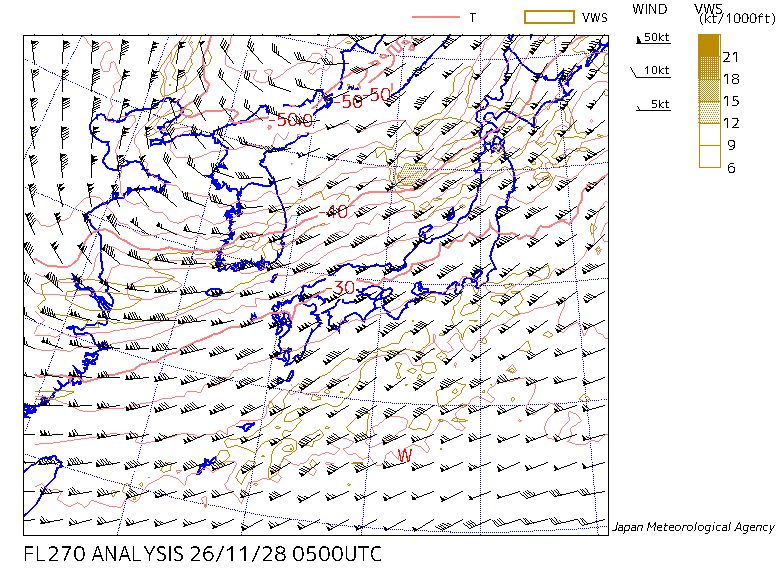 T
VWS
WIND
VWS
(kt/1000ft)
50kt
10kt
5kt
21
18
15
12
9
6
-50
-50
-40
-30
W
Japan Meteorological Agency
FL270 ANALYSIS 26/11/28 0500UTC